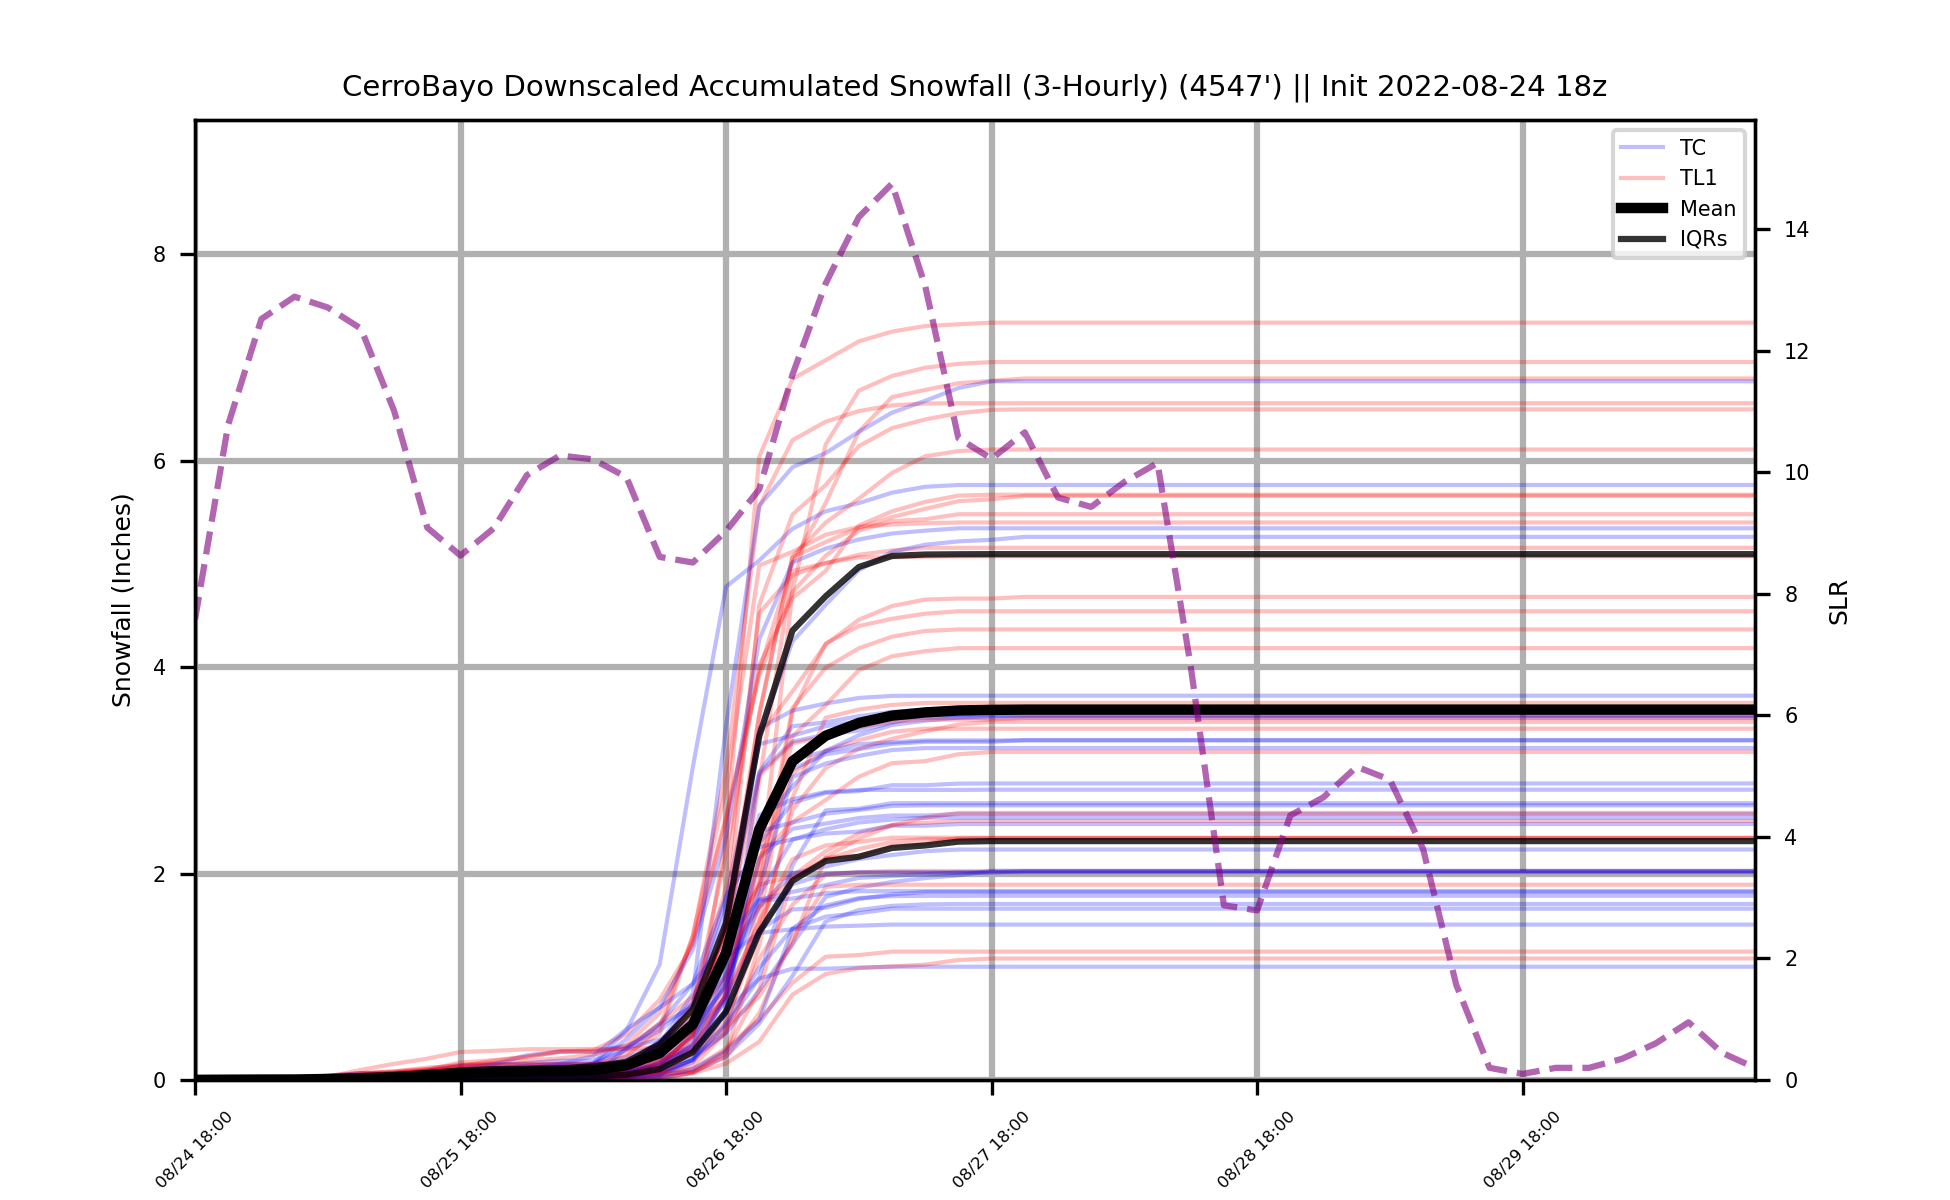 CerroBayo Downscaled Accumulated Snowfall (3-Hourly) (4547') || Init 2022-08-24 18z
TC
TL1
Mean
IQRs
8
6
4
2
0
Snowfall (Inches)
14
12
10
8
6
4
2
0
SLR
08/24 18:00
08/25 18:00
08/26 18:00
08/27 18:00
08/28 18:00
08/29 18:00